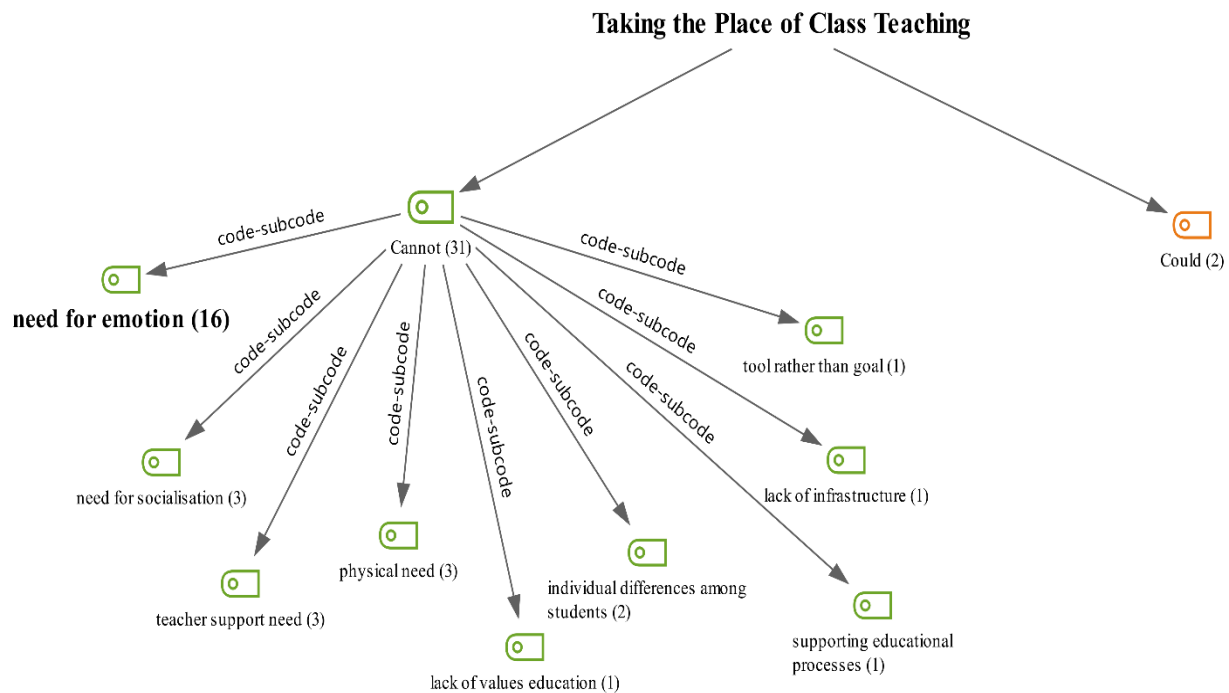 Taking the Place of Class Teaching
code-subcode
Cannot (31)
code-subcode
Could (2)
need for emotion (16)
code-subcode
code-subcode
tool rather than goal (1)
code-subcode
code-subcode
code-subcode
code-subcode
code-subcode
code-subcode
need for socialisation (3)
lack of infrastructure (1)
physical need (3)
individual differences among
students (2)
teacher support need (3)
supporting educational
processes (1)
lack of values education (1)